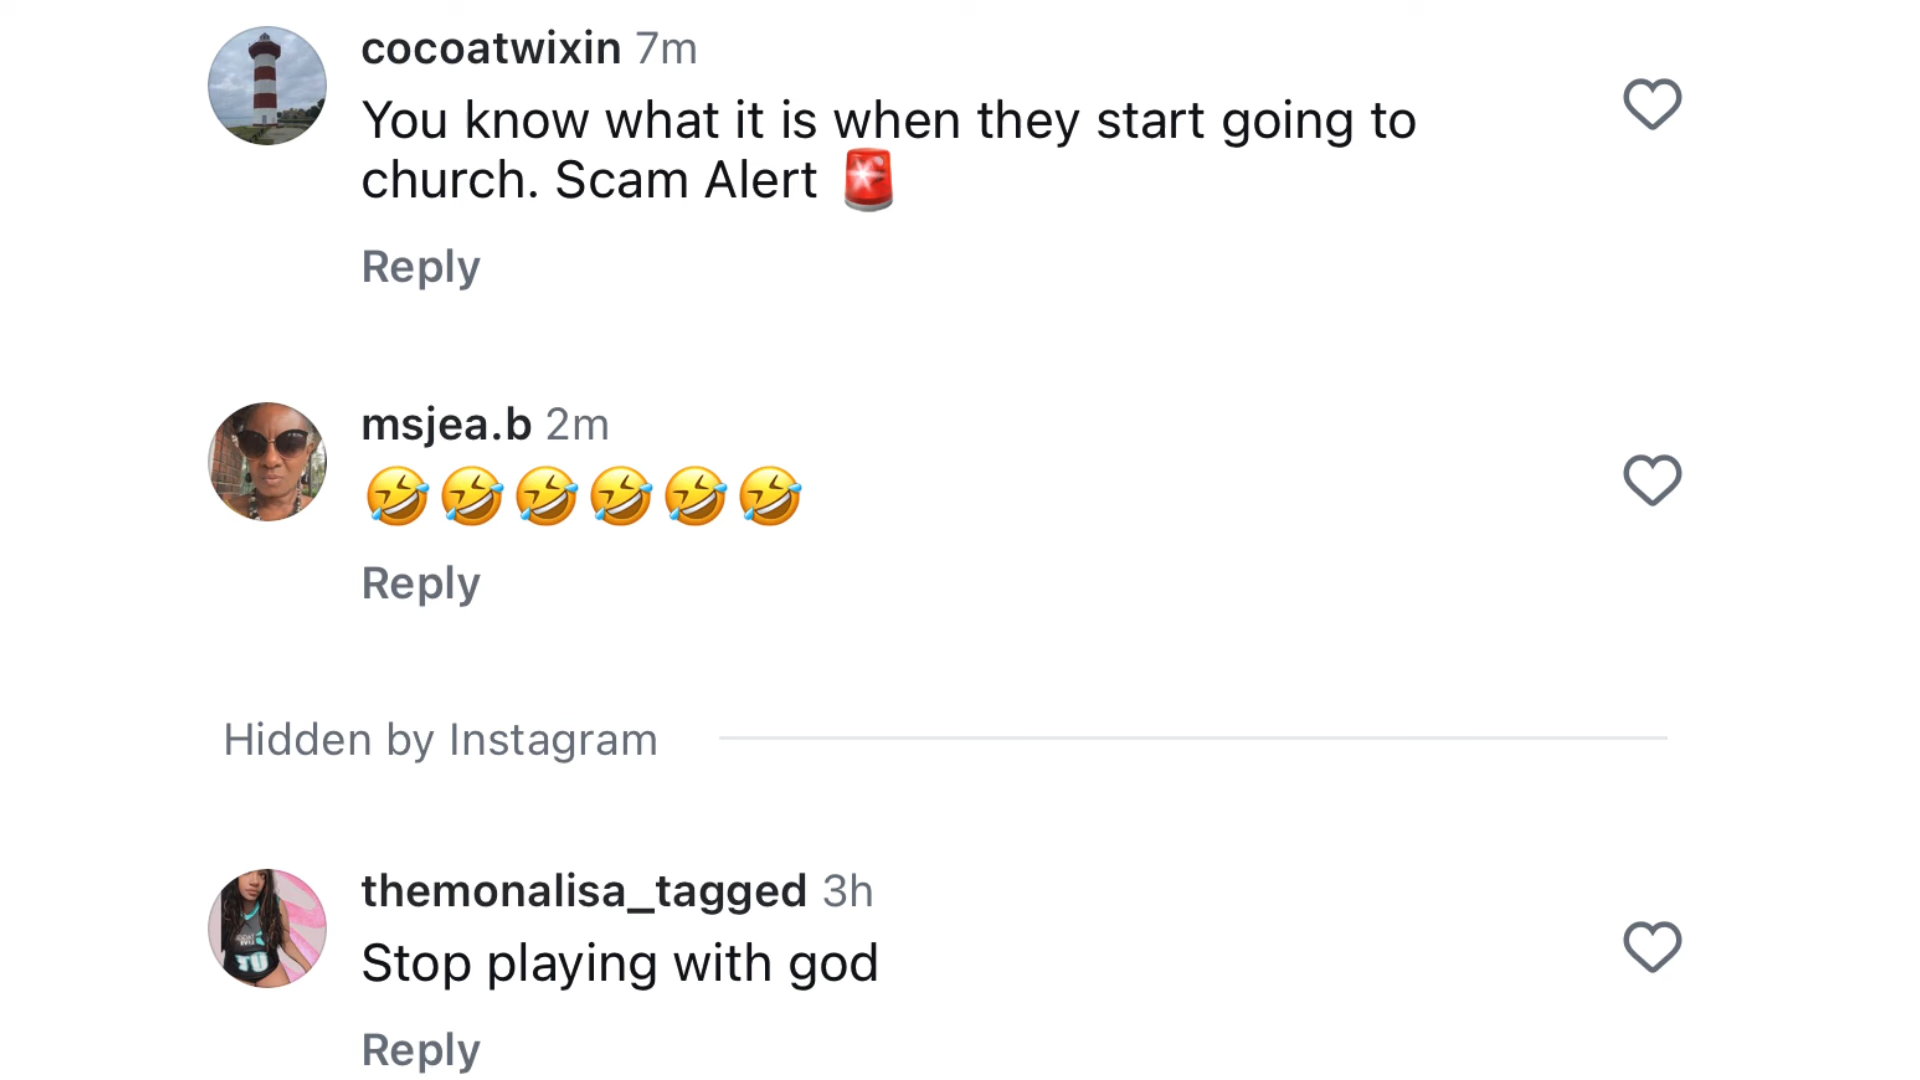 cocoatwixin 7m
You know what it is when they start going to
church. Scam Alert 🚨
Reply
msjea.b 2m
🤣🤣🤣🤣🤣🤣
Reply
Hidden by Instagram
themonalisa_tagged 3h
Stop playing with god
Reply